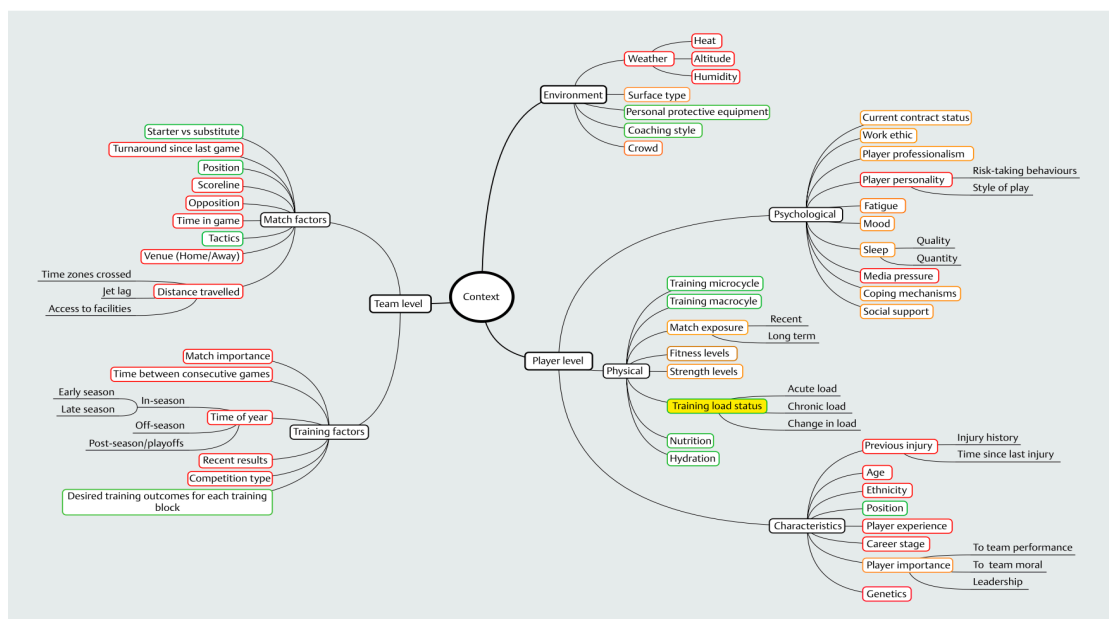 Context
Environment
Weather
Heat
Altitude
Humidity
Surface type
Personal protective equipment
Coaching style
Crowd
Team level
Match factors
Starter vs substitute
Turnaround since last game
Position
Scoreline
Opposition
Time in game
Tactics
Venue (Home/Away)
Distance travelled
Time zones crossed
Jet lag
Access to facilities
Training factors
Match importance
Time between consecutive games
Time of year
In-season
Early season
Late season
Off-season
Post-season/playoffs
Recent results
Competition type
Desired training outcomes for each training
block
Player level
Psychological
Current contract status
Work ethic
Player professionalism
Player personality
Risk-taking behaviours
Style of play
Fatigue
Mood
Sleep
Quality
Quantity
Media pressure
Coping mechanisms
Social support
Physical
Training microcycle
Training macrocyle
Match exposure
Recent
Long term
Fitness levels
Strength levels
Training load status
Acute load
Chronic load
Change in load
Nutrition
Hydration
Characteristics
Previous injury
Injury history
Time since last injury
Age
Ethnicity
Position
Player experience
Career stage
Player importance
To team performance
To team moral
Leadership
Genetics